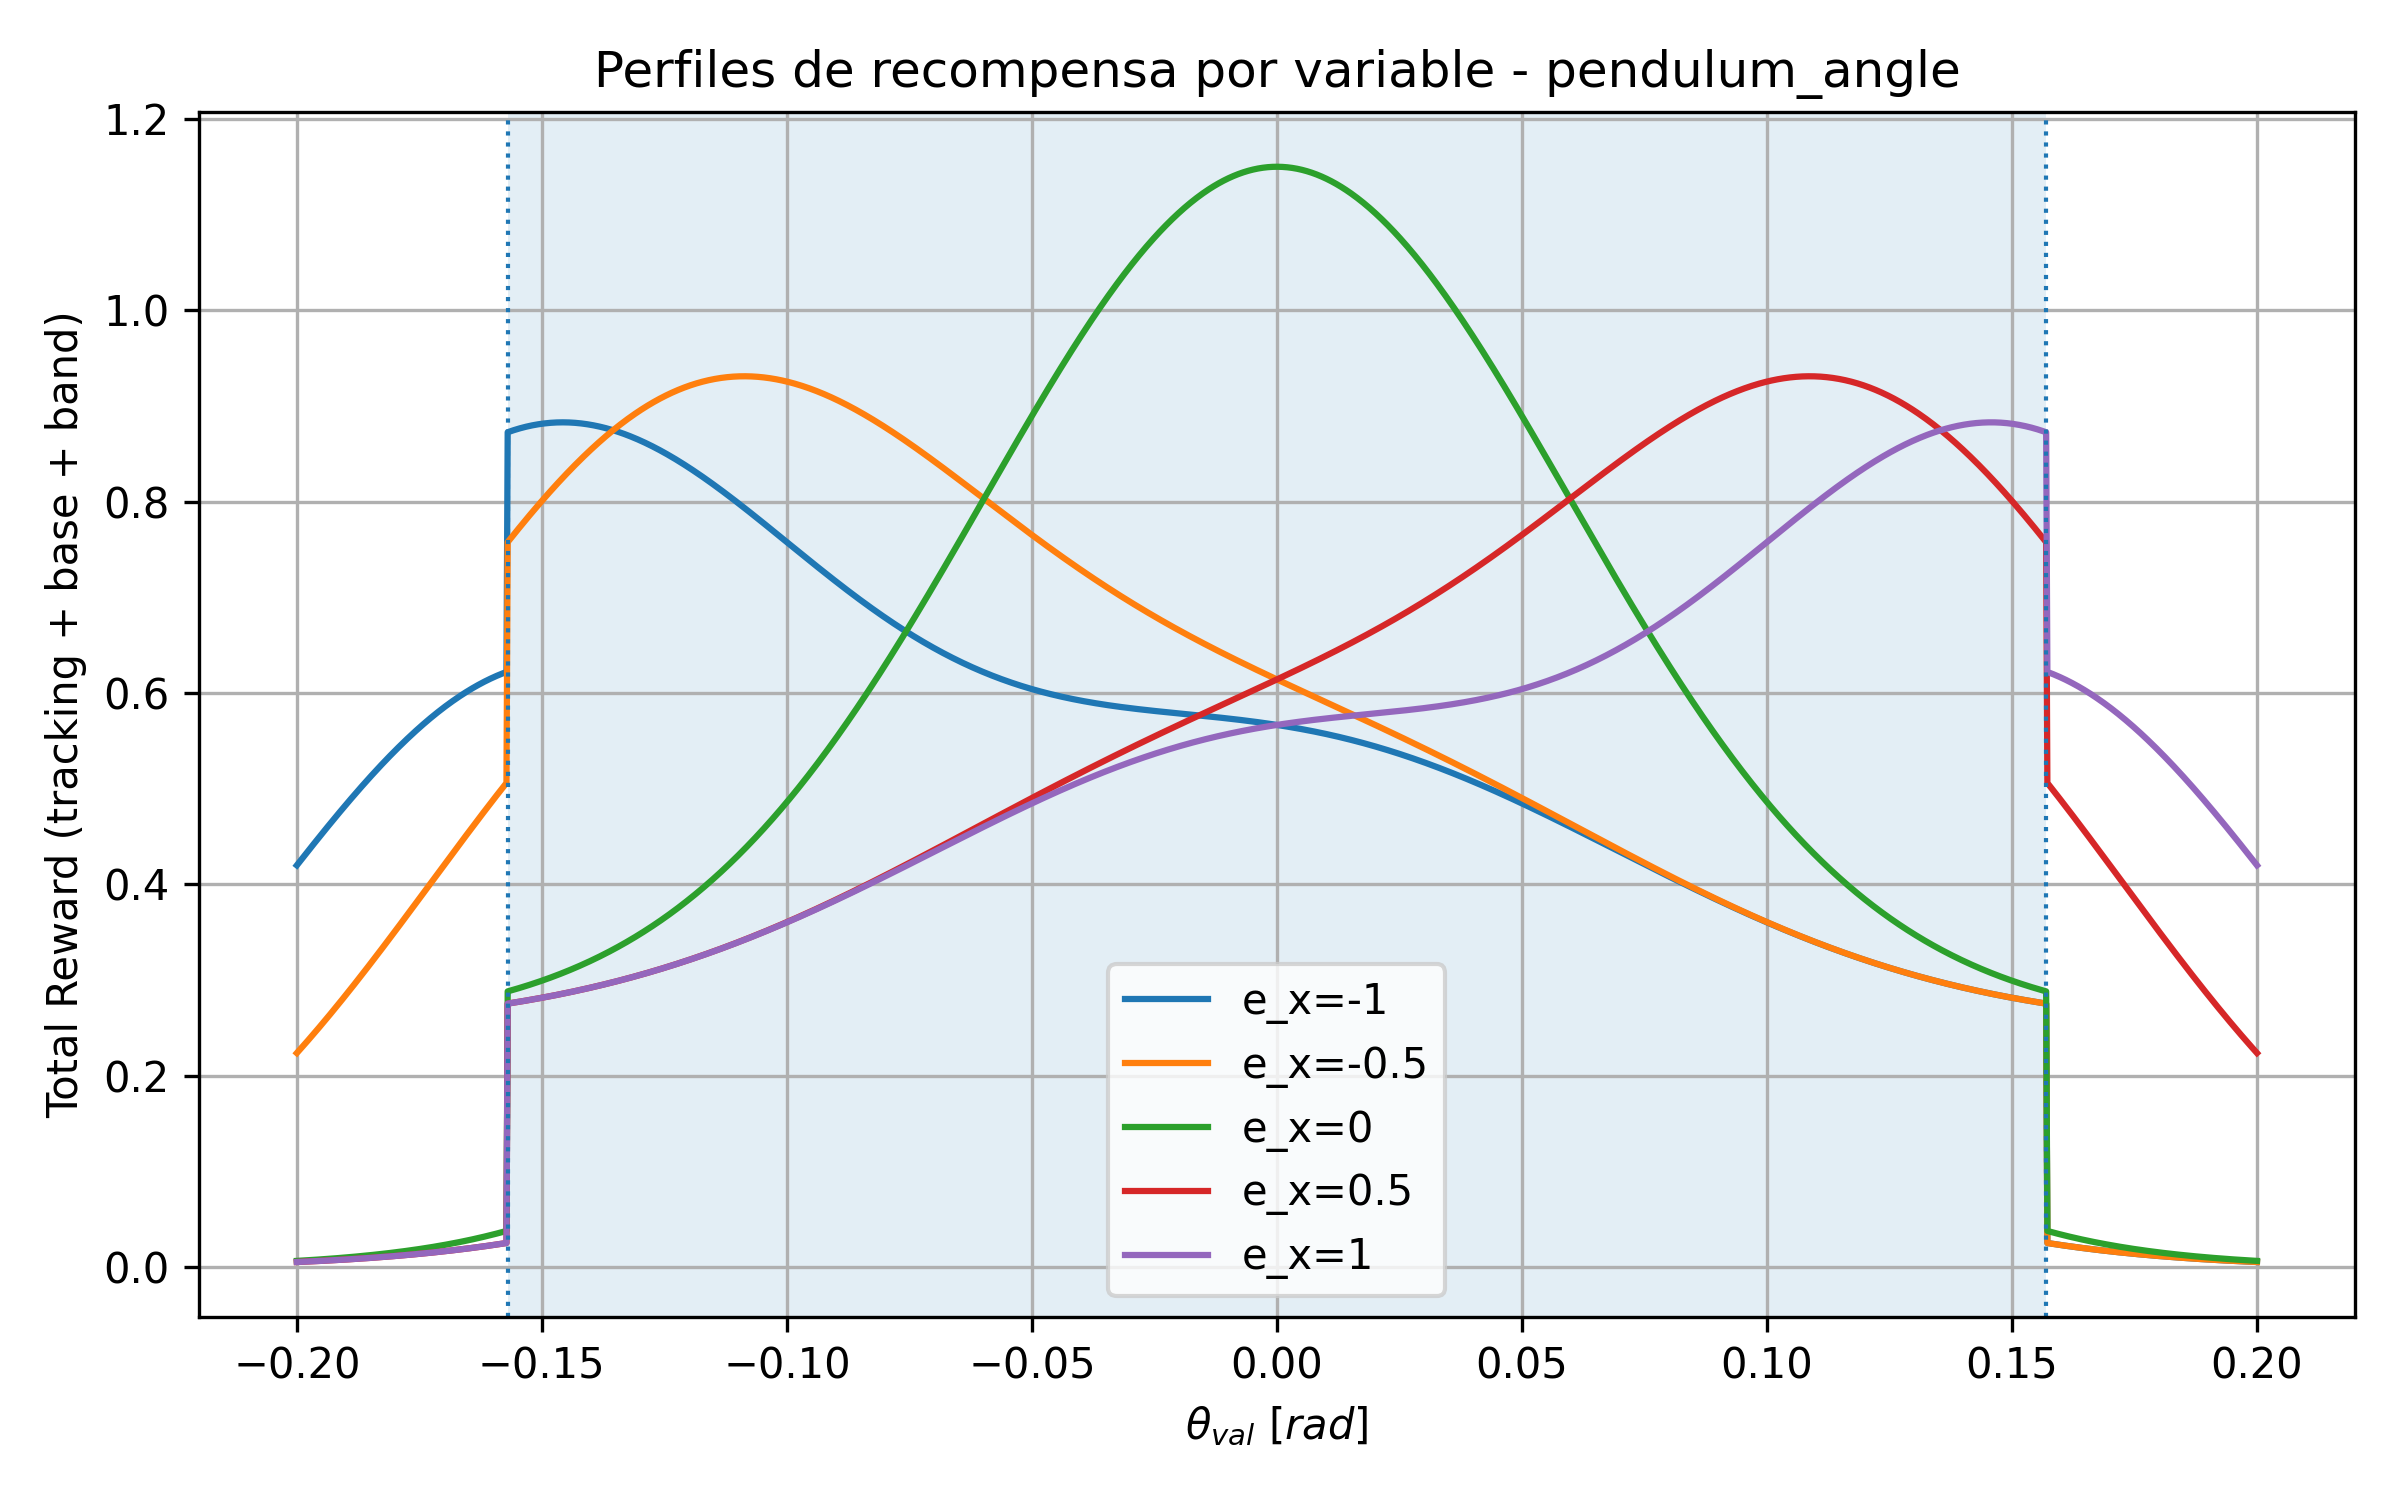 Perfiles de recompensa por variable - pendulum_angle
Total Reward (tracking + base + band)
1.2
1.0
0.8
0.6
0.4
0.2
0.0
e_x=-1
e_x=-0.5
e_x=0
e_x=0.5
e_x=1
−0.20 −0.15 −0.10 −0.05 0.00 0.05 0.10 0.15 0.20
θ_val [rad]